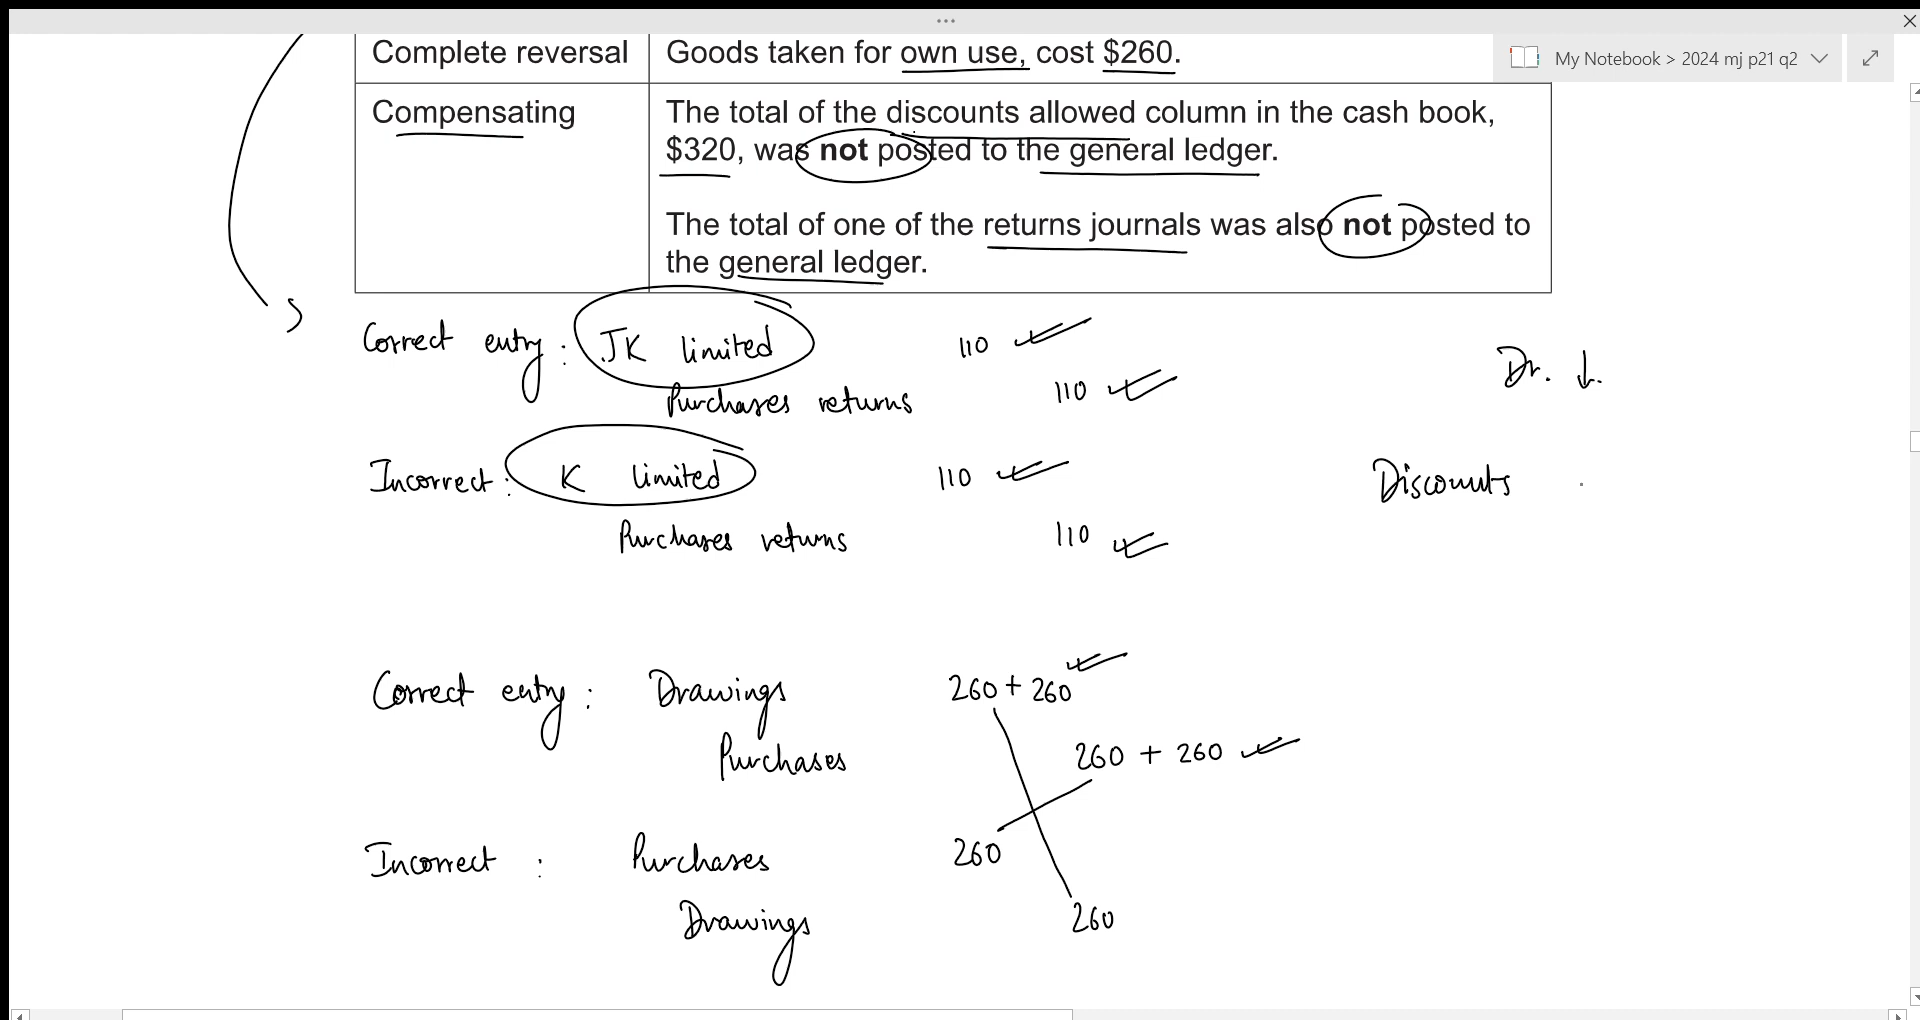 Complete reversal Goods taken for own use, cost $260.
My Notebook > 2024 mj p21 q2
Compensating The total of the discounts allowed column in the cash book,
$320, was not posted to the general ledger.
The total of one of the returns journals was also not posted to
the general ledger.
Correct entry: JK limited 110
Purchases returns 110
Dr. ↓.
Incorrect: K limited 110
Discounts
Purchases returns 110
Correct entry: Drawings 260 + 260
Purchases 260 + 260
Incorrect : Purchases 260
Drawings 260